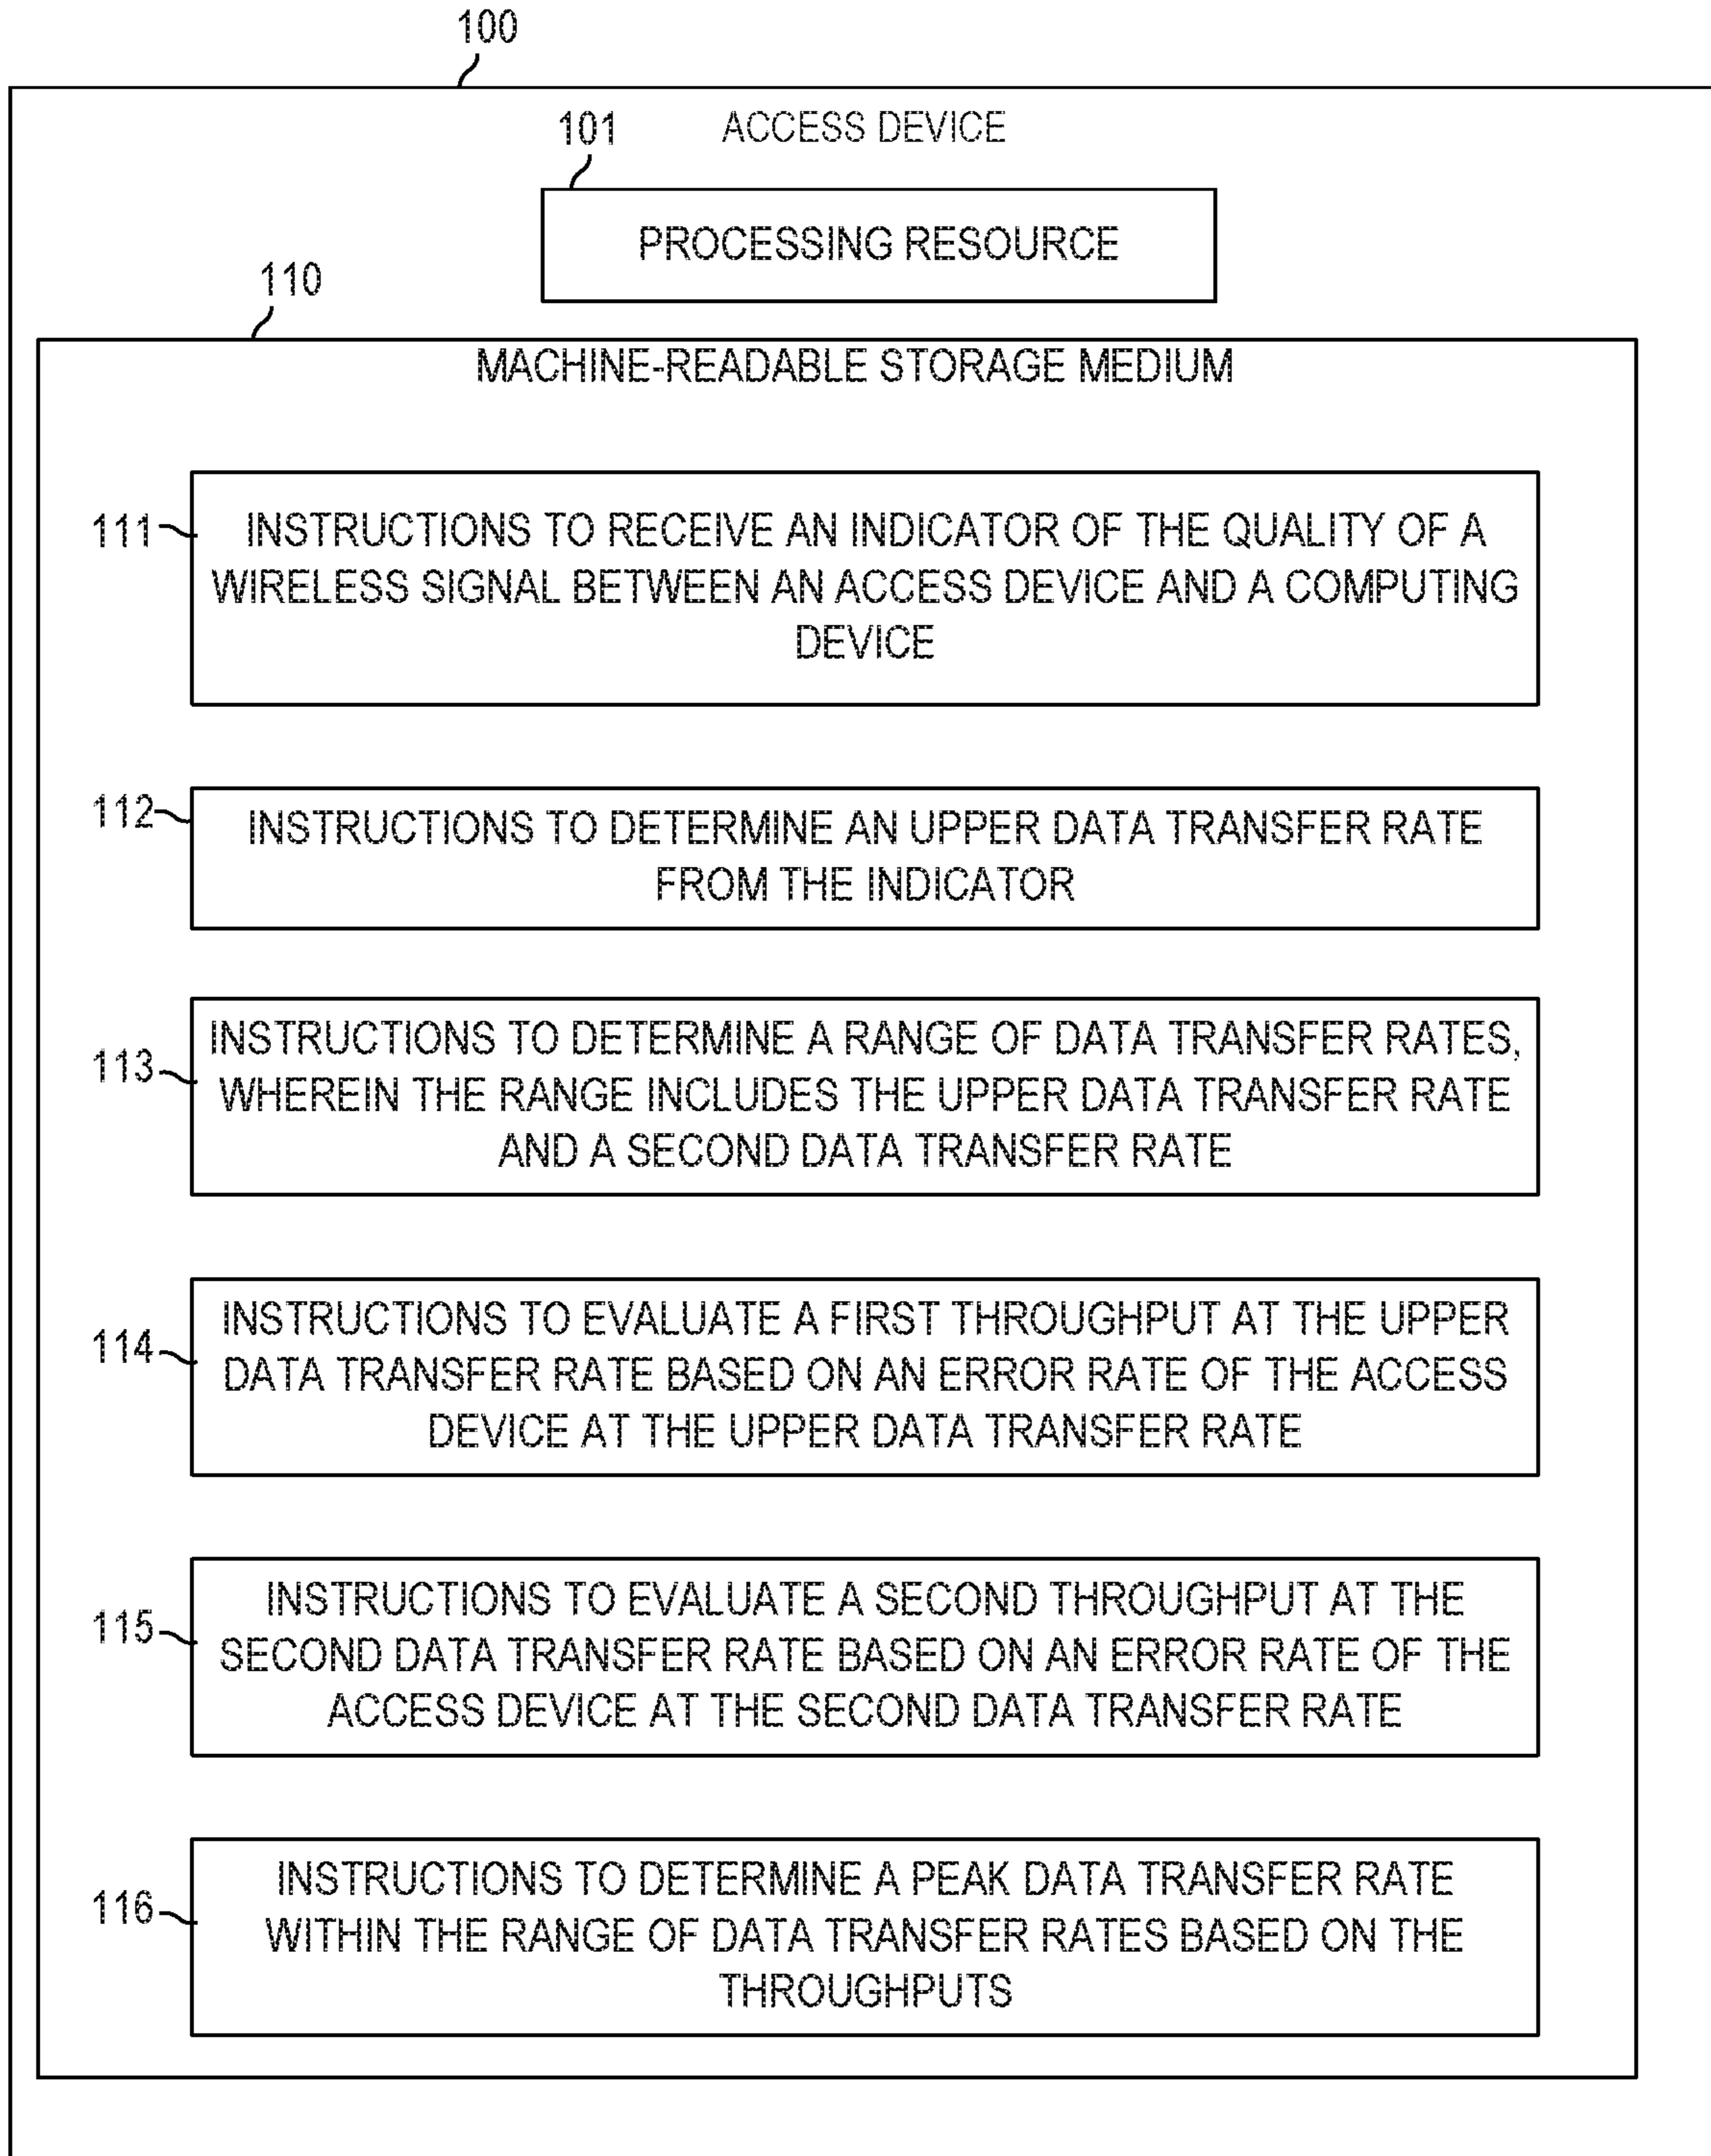 100
101
ACCESS DEVICE
PROCESSING RESOURCE
110
MACHINE-READABLE STORAGE MEDIUM
111
INSTRUCTIONS TO RECEIVE AN INDICATOR OF THE QUALITY OF A
WIRELESS SIGNAL BETWEEN AN ACCESS DEVICE AND A COMPUTING
DEVICE
112
INSTRUCTIONS TO DETERMINE AN UPPER DATA TRANSFER RATE
FROM THE INDICATOR
113
INSTRUCTIONS TO DETERMINE A RANGE OF DATA TRANSFER RATES,
WHEREIN THE RANGE INCLUDES THE UPPER DATA TRANSFER RATE
AND A SECOND DATA TRANSFER RATE
114
INSTRUCTIONS TO EVALUATE A FIRST THROUGHPUT AT THE UPPER
DATA TRANSFER RATE BASED ON AN ERROR RATE OF THE ACCESS
DEVICE AT THE UPPER DATA TRANSFER RATE
115
INSTRUCTIONS TO EVALUATE A SECOND THROUGHPUT AT THE
SECOND DATA TRANSFER RATE BASED ON AN ERROR RATE OF THE
ACCESS DEVICE AT THE SECOND DATA TRANSFER RATE
116
INSTRUCTIONS TO DETERMINE A PEAK DATA TRANSFER RATE
WITHIN THE RANGE OF DATA TRANSFER RATES BASED ON THE
THROUGHPUTS